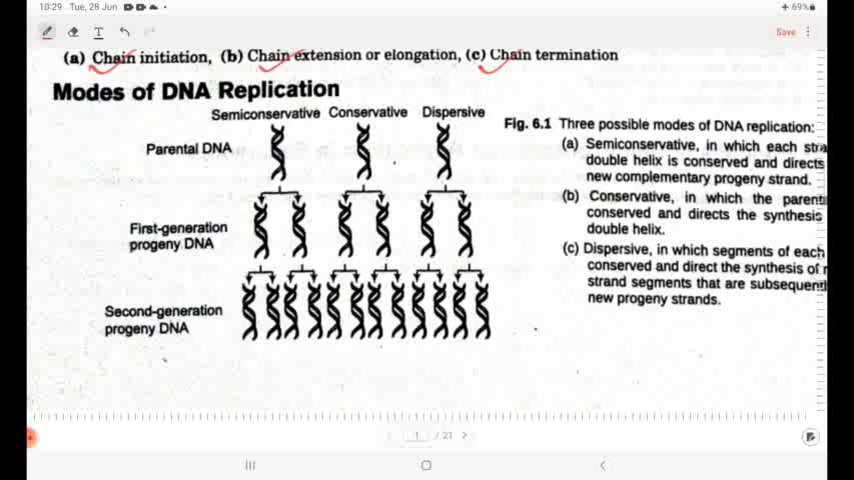 10:29 Tue, 28 Jun
69%
T
Save
(a) Chain initiation, (b) Chain extension or elongation, (c) Chain termination
Modes of DNA Replication
Semiconservative Conservative Dispersive
Parental DNA
First-generation
progeny DNA
Second-generation
progeny DNA
Fig. 6.1 Three possible modes of DNA replication:
(a) Semiconservative, in which each stra
double helix is conserved and directs
new complementary progeny strand.
(b) Conservative, in which the parent
conserved and directs the synthesis
double helix.
(c) Dispersive, in which segments of each
conserved and direct the synthesis of
strand segments that are subsequen
new progeny strands.
1 / 21